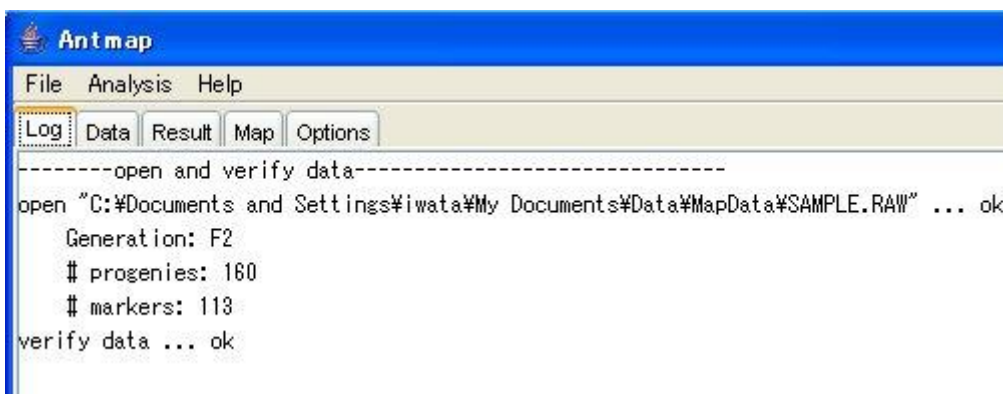 Antmap
File Analysis Help
Log Data Result Map Options
--------open and verify data-------------------------------
open "C:¥Documents and Settings¥iwata¥My Documents¥Data¥MapData¥SAMPLE.RAW" ... ok
Generation: F2
# progenies: 160
# markers: 113
verify data ... ok